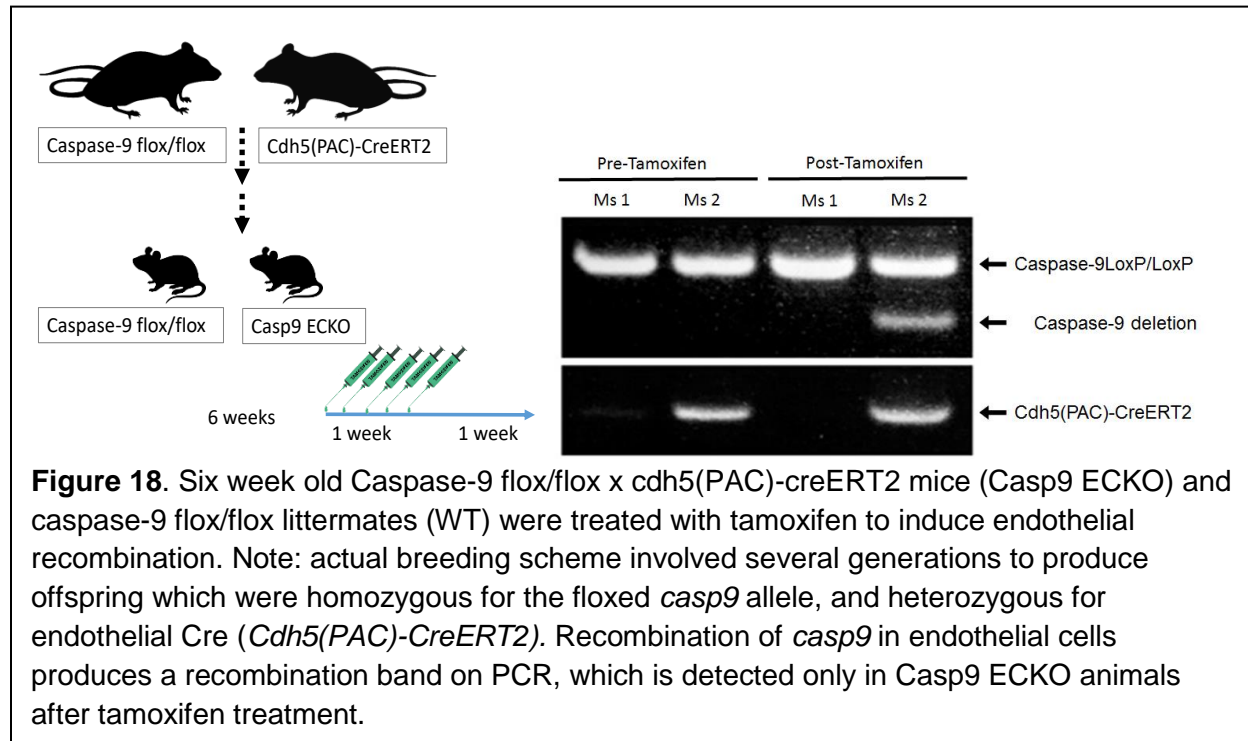 Caspase-9 flox/flox
Cdh5(PAC)-CreERT2
Caspase-9 flox/flox
Casp9 ECKO
TAMOXIFEN
TAMOXIFEN
TAMOXIFEN
TAMOXIFEN
TAMOXIFEN
6 weeks
1 week
1 week
Pre-Tamoxifen
Post-Tamoxifen
Ms 1
Ms 2
Ms 1
Ms 2
Caspase-9LoxP/LoxP
Caspase-9 deletion
Cdh5(PAC)-CreERT2
Figure 18. Six week old Caspase-9 flox/flox x cdh5(PAC)-creERT2 mice (Casp9 ECKO) and
caspase-9 flox/flox littermates (WT) were treated with tamoxifen to induce endothelial
recombination. Note: actual breeding scheme involved several generations to produce
offspring which were homozygous for the floxed casp9 allele, and heterozygous for
endothelial Cre (Cdh5(PAC)-CreERT2). Recombination of casp9 in endothelial cells
produces a recombination band on PCR, which is detected only in Casp9 ECKO animals
after tamoxifen treatment.